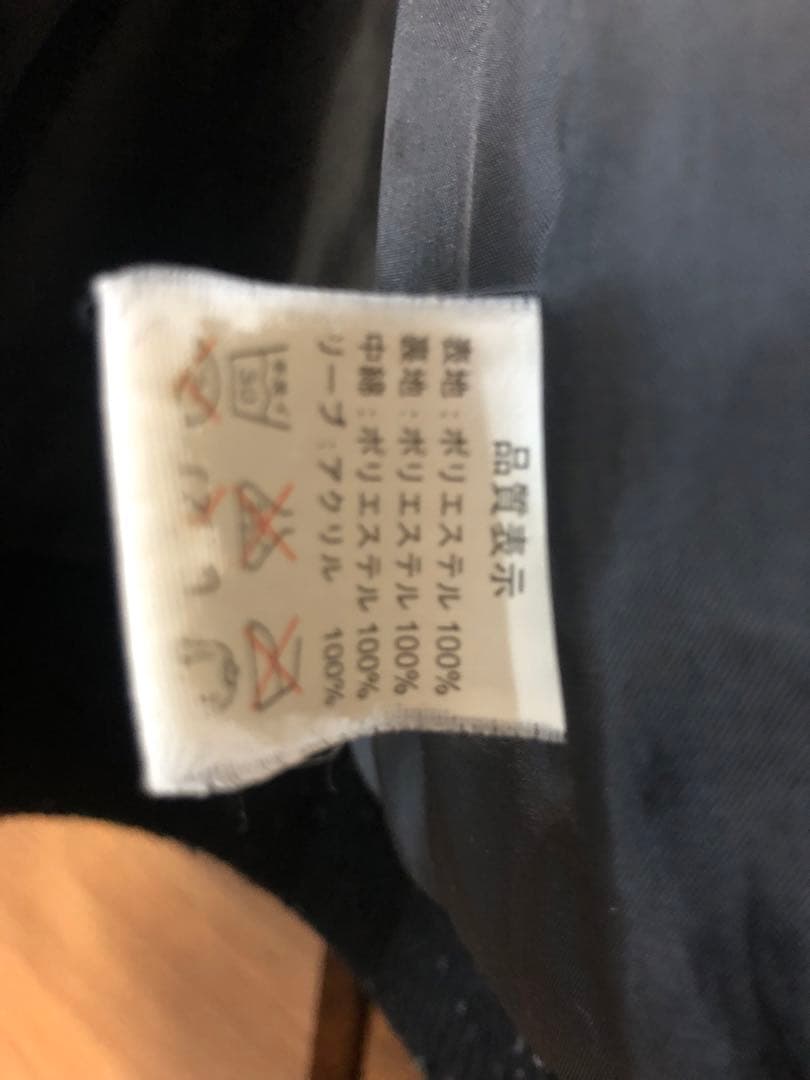 品質表示
表地:ポリエステル 100%
裏地:ポリエステル 100%
中綿:ポリエステル 100%
リーブ:アクリル 100%
30